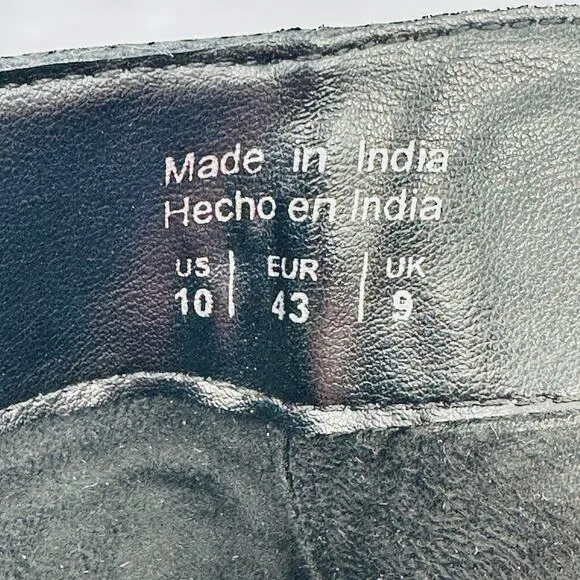 Made in India
Hecho en India
US | EUR | UK
10 | 43 | 9